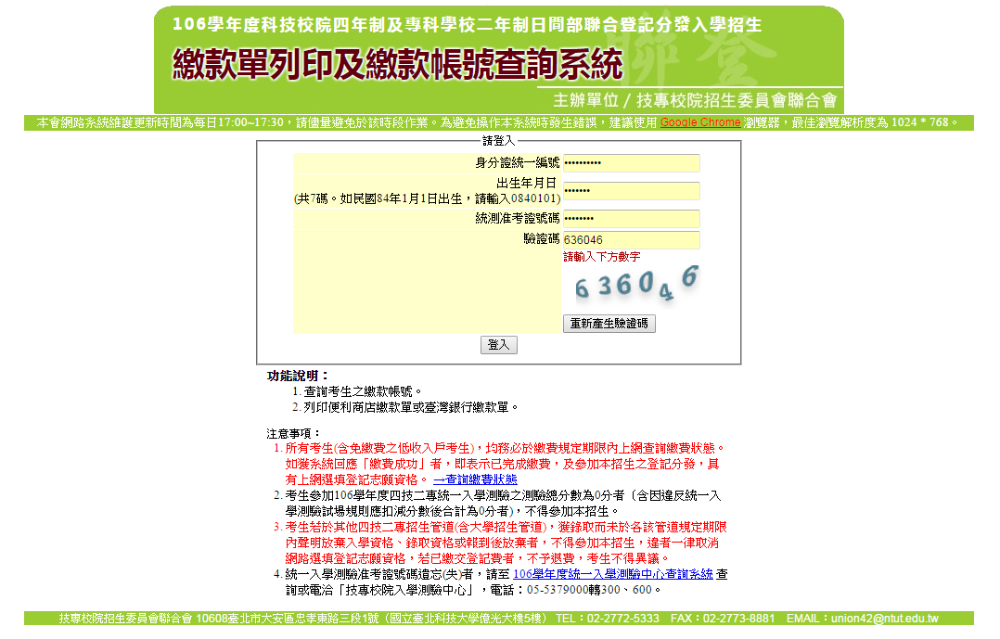 106學年度科技校院四年制及專科學校二年制日間部聯合登記分發入學招生
繳款單列印及繳款帳號查詢系統
主辦單位 / 技專校院招生委員會聯合會
本會網路系統維護更新時間為每日17:00~17:30，請儘量避免於該時段作業。為避免操作本系統時發生錯誤，建議使用 Google Chrome 瀏覽器，最佳瀏覽解析度為 1024 * 768。
請登入
身分證統一編號 ••••••••••
出生年月日
(共7碼。如民國84年1月1日出生，請輸入0840101) •••••••
統測准考證號碼 ••••••••
驗證碼 636046
請輸入下方數字
636046
重新產生驗證碼
登入
功能說明：
1. 查詢考生之繳款帳號。
2. 列印便利商店繳款單或臺灣銀行繳款單。
注意事項：
1. 所有考生(含免繳費之低收入戶考生)，均務必於繳費規定期限內上網查詢繳費狀態。
如獲系統回應「繳費成功」者，即表示已完成繳費，及參加本招生之登記分發，具
有上網選填登記志願資格。 →查詢繳費狀態
2. 考生參加106學年度四技二專統一入學測驗之測驗總分數為0分者〔含因違反統一入
學測驗試場規則應扣減分數後合計為0分者)，不得參加本招生。
3. 考生若於其他四技二專招生管道(含大學招生管道)，獲錄取而未於各該管道規定期限
內聲明放棄入學資格、錄取資格或報到後放棄者，不得參加本招生，違者一律取消
網路選填登記志願資格，若已繳交登記費者，不予退費，考生不得異議。
4. 統一入學測驗准考證號碼遺忘(失)者，請至 106學年度統一入學測驗中心查詢系統 查
詢或電洽「技專校院入學測驗中心」，電話：05-5379000轉300、600。
技專校院招生委員會聯合會 10608臺北市大安區忠孝東路三段1號（國立臺北科技大學億光大樓5樓） TEL：02-2772-5333 FAX：02-2773-8881 EMAIL：union42@ntut.edu.tw